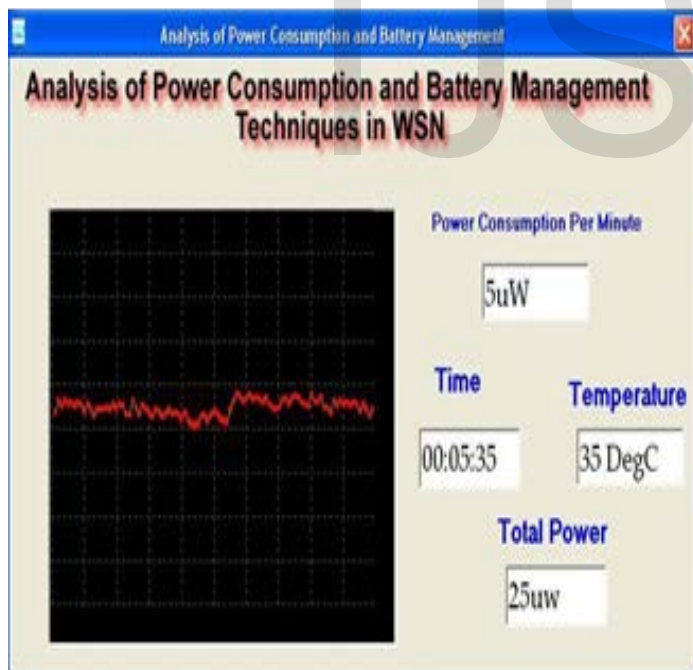 Analysis of Power Consumption and Battery Management
Analysis of Power Consumption and Battery Management
Techniques in WSN
Power Consumption Per Minute
5uW
Time
Temperature
00:05:35
35 DegC
Total Power
25uw